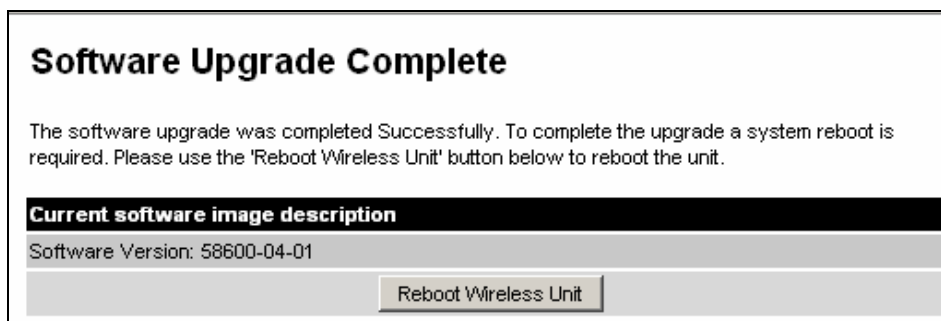 Software Upgrade Complete
The software upgrade was completed Successfully. To complete the upgrade a system reboot is
required. Please use the 'Reboot Wireless Unit' button below to reboot the unit.
Current software image description
Software Version: 58600-04-01
Reboot Wireless Unit